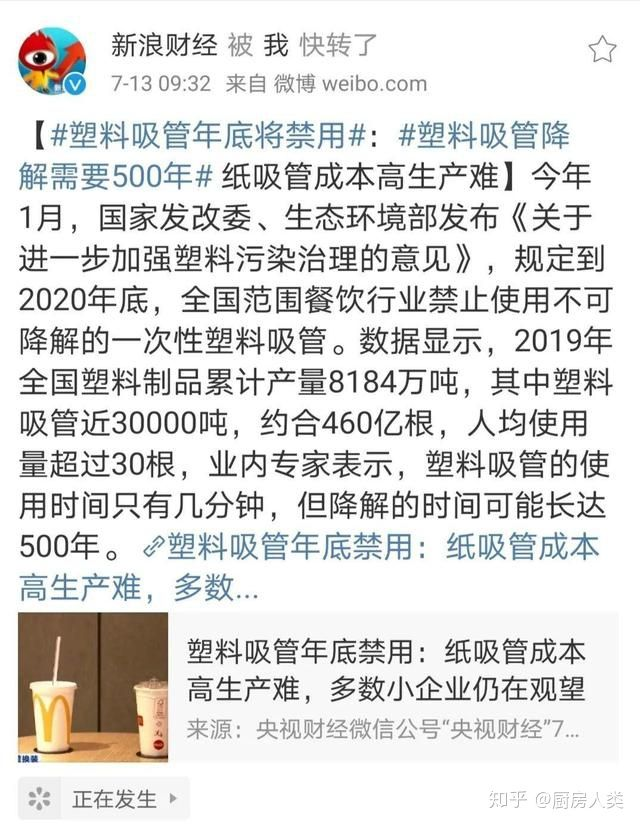 新浪财经 被 我 快转了
7-13 09:32 来自 微博 weibo.com
【#塑料吸管年底将禁用#：#塑料吸管降
解需要500年# 纸吸管成本高生产难】今年
1月，国家发改委、生态环境部发布《关于
进一步加强塑料污染治理的意见》，规定到
2020年底，全国范围餐饮行业禁止使用不可
降解的一次性塑料吸管。数据显示，2019年
全国塑料制品累计产量8184万吨，其中塑料
吸管近30000吨，约合460亿根，人均使用
量超过30根，业内专家表示，塑料吸管的使
用时间只有几分钟，但降解的时间可能长达
500年。塑料吸管年底禁用：纸吸管成本
高生产难，多数...
塑料吸管年底禁用：纸吸管成本
高生产难，多数小企业仍在观望
来源：央视财经微信公号“央视财经”7...
换装
正在发生
知乎 @厨房人类